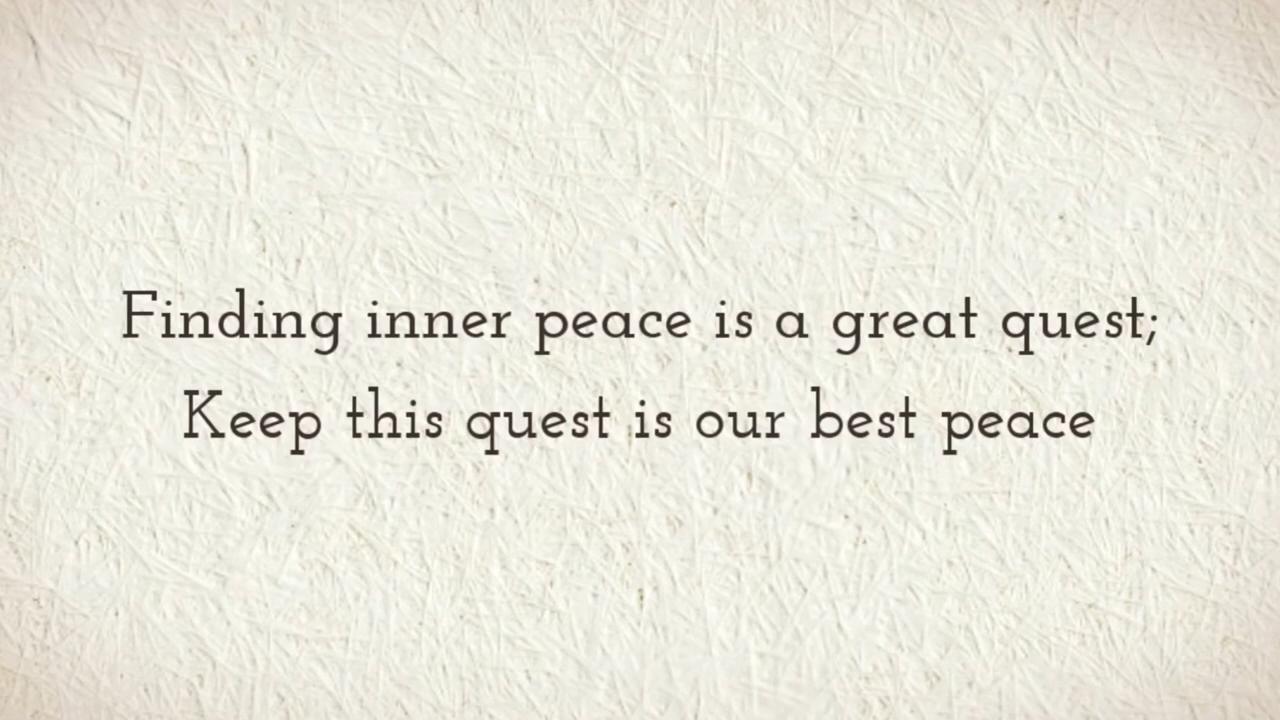 Finding inner peace is a great quest;
Keep this quest is our best peace